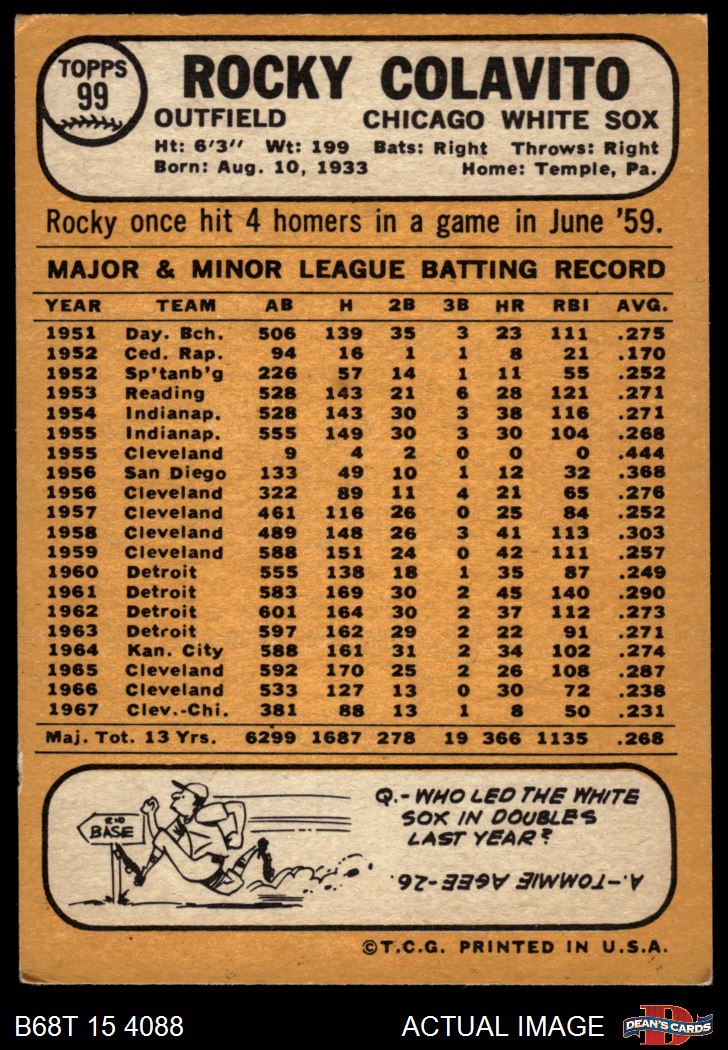 TOPPS
99
ROCKY COLAVITO
OUTFIELD CHICAGO WHITE SOX
Ht: 6'3" Wt: 199 Bats: Right Throws: Right
Born: Aug. 10, 1933 Home: Temple, Pa.
Rocky once hit 4 homers in a game in June '59.
MAJOR & MINOR LEAGUE BATTING RECORD
YEAR TEAM AB H 2B 3B HR RBI AVG.
1951 Day. Bch. 506 139 35 3 23 111 .275
1952 Ced. Rap. 94 16 1 1 8 21 .170
1952 Sp'tanb'g 226 57 14 1 11 55 .252
1953 Reading 528 143 21 6 28 121 .271
1954 Indianap. 528 143 30 3 38 116 .271
1955 Indianap. 555 149 30 3 30 104 .268
1955 Cleveland 9 4 2 0 0 0 .444
1956 San Diego 133 49 10 1 12 32 .368
1956 Cleveland 322 89 11 4 21 65 .276
1957 Cleveland 461 116 26 0 25 84 .252
1958 Cleveland 489 148 26 3 41 113 .303
1959 Cleveland 588 151 24 0 42 111 .257
1960 Detroit 555 138 18 1 35 87 .249
1961 Detroit 583 169 30 2 45 140 .290
1962 Detroit 601 164 30 2 37 112 .273
1963 Detroit 597 162 29 2 22 91 .271
1964 Kan. City 588 161 31 2 34 102 .274
1965 Cleveland 592 170 25 2 26 108 .287
1966 Cleveland 533 127 13 0 30 72 .238
1967 Clev.-Chi. 381 88 13 1 8 50 .231
Maj. Tot. 13 Yrs. 6299 1687 278 19 366 1135 .268
2ND
BASE
Q.-WHO LED THE WHITE
SOX IN DOUBLES
LAST YEAR?
A.-TOMMIE AGEE-26.
©T.C.G. PRINTED IN U.S.A.
B68T 15 4088 ACTUAL IMAGE
D
DEAN'S CARDS